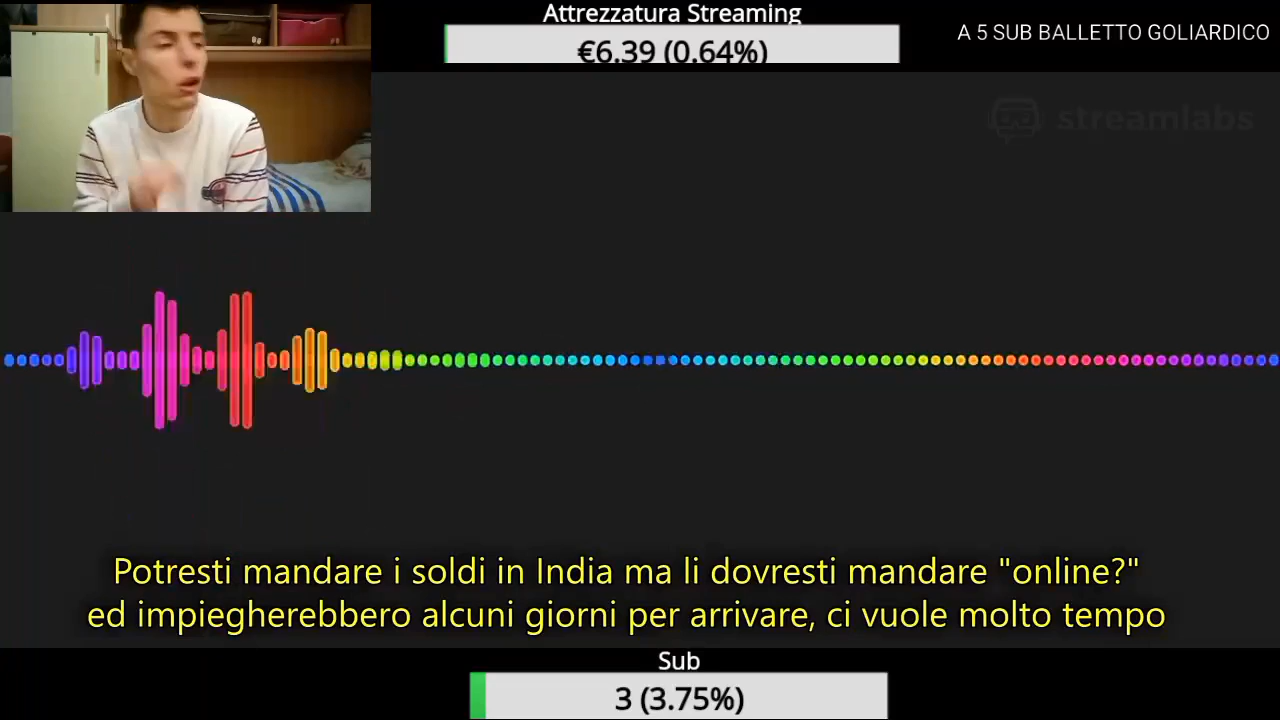 Attrezzatura Streaming
€6.39 (0.64%)
A 5 SUB BALLETTO GOLIARDICO
streamlabs
Potresti mandare i soldi in India ma li dovresti mandare "online?"
ed impiegherebbero alcuni giorni per arrivare, ci vuole molto tempo
Sub
3 (3.75%)